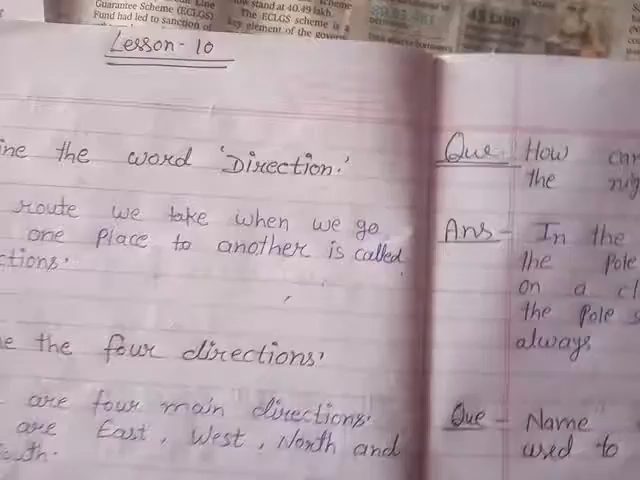 Guarantee Scheme (ECLGS)
Fund had led to sanction of
now stand at 40.49 lakh.
The ECLGS scheme is a
key element of the govern
Lesson - 10
ine the word 'Direction.'
route we take when we go
one place to another is called
ctions.
e the four directions.
are four main directions.
are East, West, North and
outh.
Que - How can
the nig
Ans - In the
the Pole
on a cl
the Pole s
always
Que - Name
used to